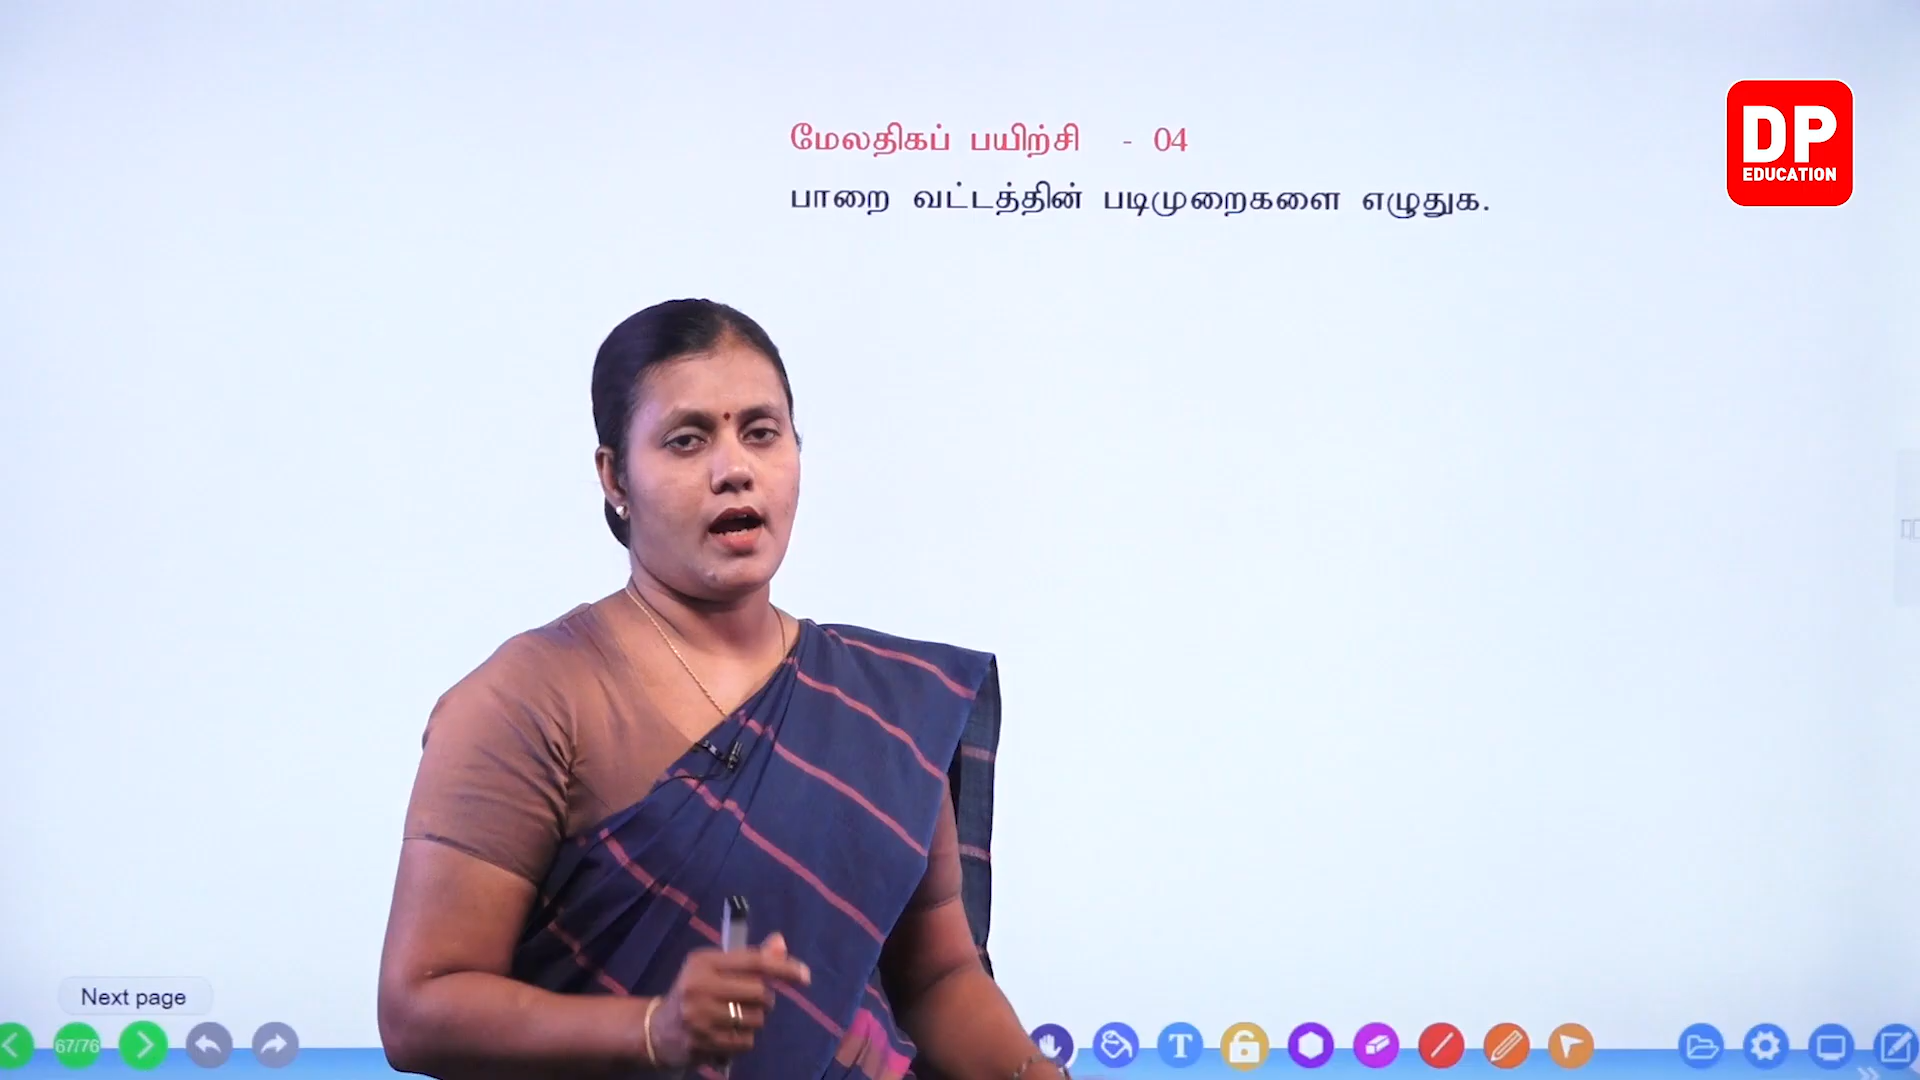 மேலதிகப் பயிற்சி - 04
பாறை வட்டத்தின் படிமுறைகளை எழுதுக.
DP
EDUCATION
Next page
67/76
T